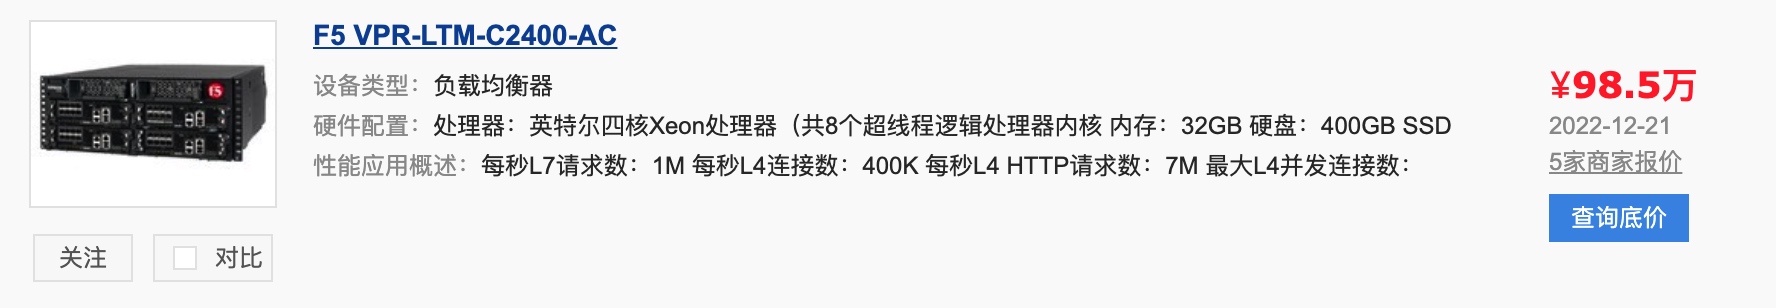 F5 VPR-LTM-C2400-AC
设备类型：负载均衡器
硬件配置：处理器：英特尔四核Xeon处理器（共8个超线程逻辑处理器内核 内存：32GB 硬盘：400GB SSD
性能应用概述：每秒L7请求数：1M 每秒L4连接数：400K 每秒L4 HTTP请求数：7M 最大L4并发连接数：
¥98.5万
2022-12-21
5家商家报价
查询底价
关注
对比
f5